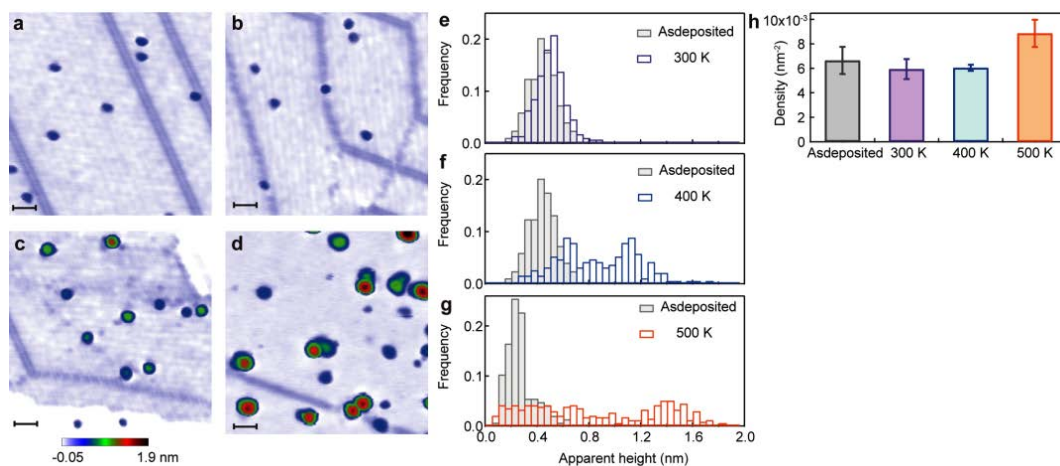 a
b
c
d
-0.05 1.9 nm
e
Asdeposited
300 K
0.2
0.1
0.0
Frequency
f
Asdeposited
400 K
0.2
0.1
0.0
Frequency
g
Asdeposited
500 K
0.2
0.1
0.0
Frequency
0.0 0.4 0.8 1.2 1.6 2.0
Apparent height (nm)
h
10x10⁻³
8
6
4
2
0
Density (nm⁻²)
Asdeposited 300 K 400 K 500 K